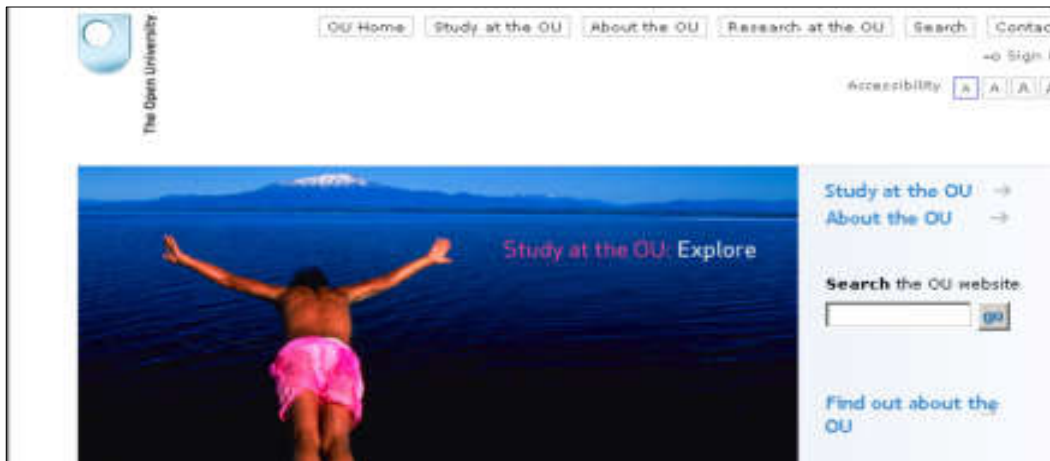 The Open University
OU Home Study at the OU About the OU Research at the OU Search Contac
Sign
Accessibility A A A A
Study at the OU
About the OU
Study at the OU: Explore
Search the OU website
go
Find out about the
OU